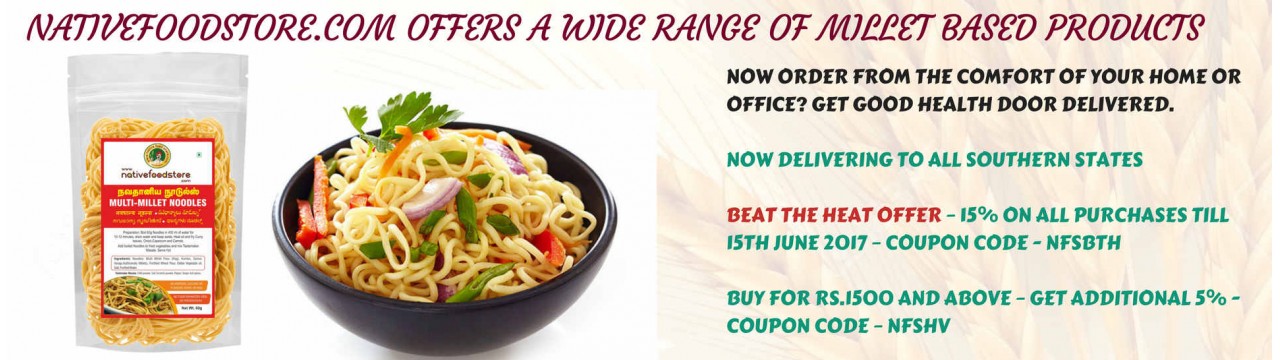 NATIVEFOODSTORE.COM OFFERS A WIDE RANGE OF MILLET BASED PRODUCTS
www.
nativefoodstore
.com
நவதானிய நூடுல்ஸ்
MULTI-MILLET NOODLES
NOW ORDER FROM THE COMFORT OF YOUR HOME OR
OFFICE? GET GOOD HEALTH DOOR DELIVERED.
NOW DELIVERING TO ALL SOUTHERN STATES
BEAT THE HEAT OFFER - 15% ON ALL PURCHASES TILL
15TH JUNE 2017 - COUPON CODE - NFSBTH
BUY FOR RS.1500 AND ABOVE - GET ADDITIONAL 5% -
COUPON CODE - NFSHV